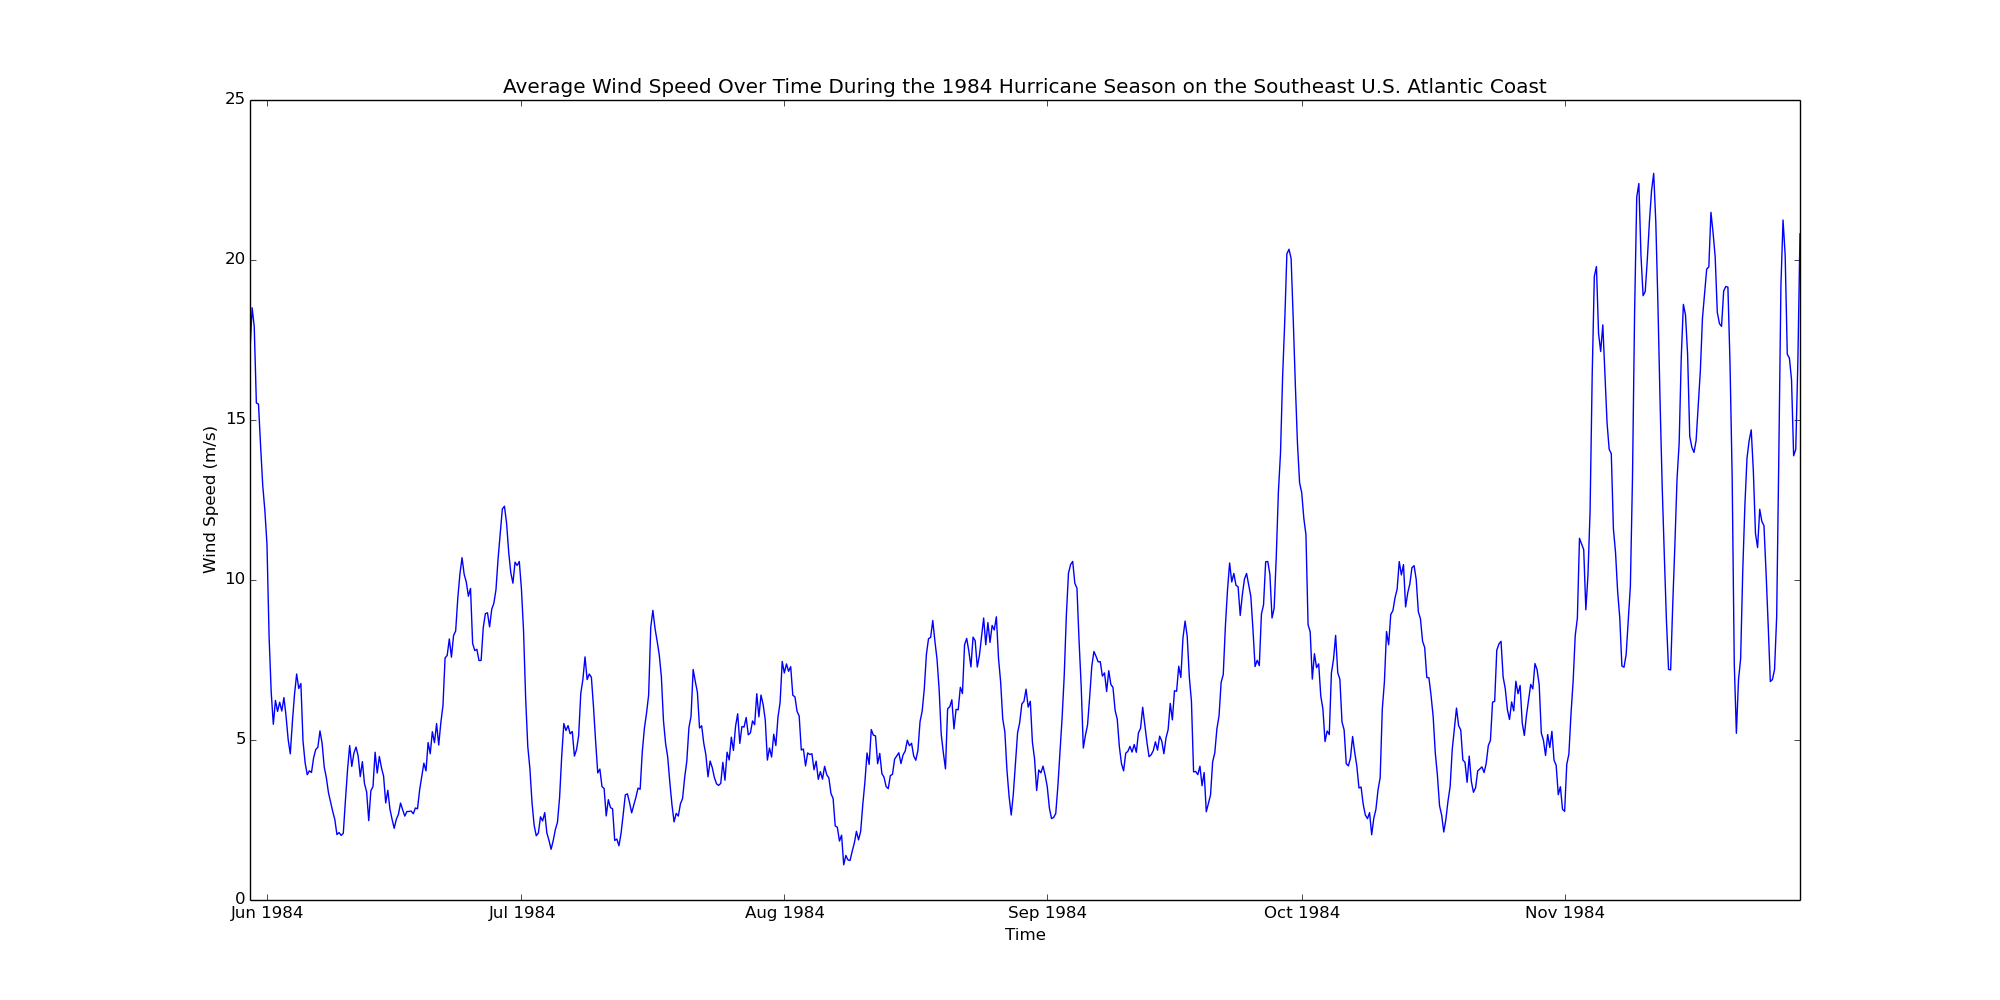 Average Wind Speed Over Time During the 1984 Hurricane Season on the Southeast U.S. Atlantic Coast
25
20
15
10
5
0
Wind Speed (m/s)
Jun 1984 Jul 1984 Aug 1984 Sep 1984 Oct 1984 Nov 1984
Time